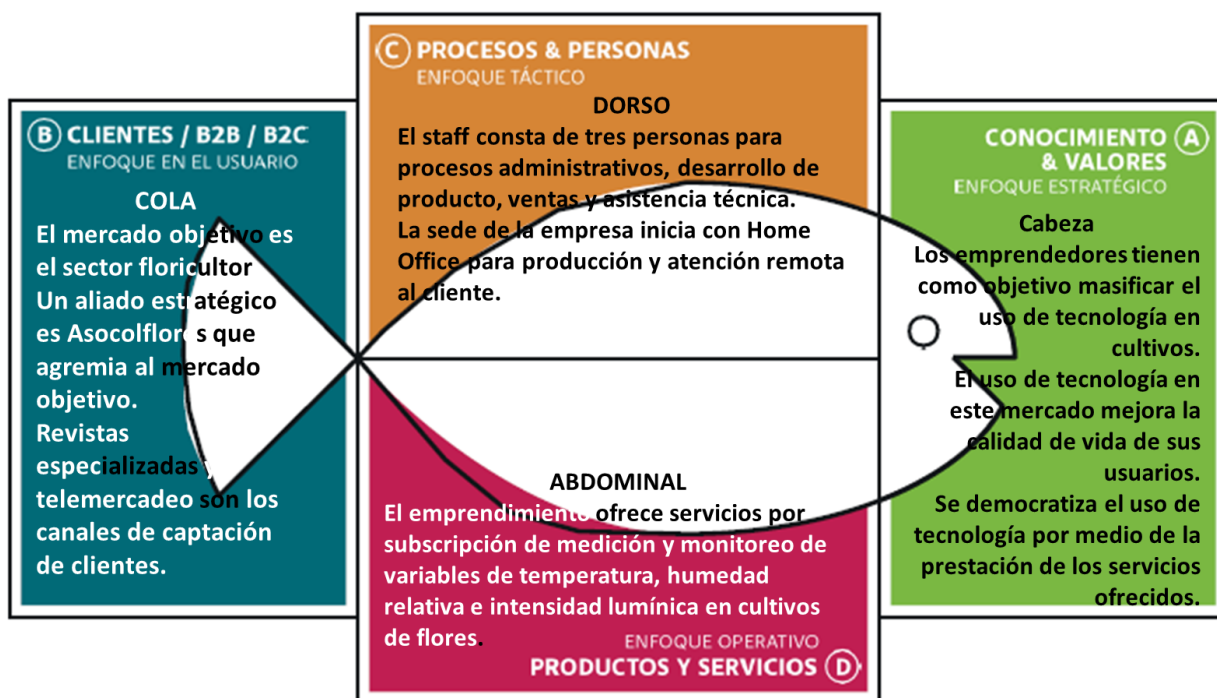 C PROCESOS & PERSONAS
ENFOQUE TÁCTICO
DORSO
El staff consta de tres personas para
procesos administrativos, desarrollo de
producto, ventas y asistencia técnica.
La sede de la empresa inicia con Home
Office para producción y atención remota
al cliente.
B CLIENTES / B2B / B2C
ENFOQUE EN EL USUARIO
COLA
El mercado objetivo es
el sector floricultor
Un aliado estratégico
es Asocolflores que
agremia al mercado
objetivo.
Revistas
especializadas y
telemercadeo son los
canales de captación
de clientes.
CONOCIMIENTO A
& VALORES
ENFOQUE ESTRATÉGICO
Cabeza
Los emprendedores tienen
como objetivo masificar el
uso de tecnología en
cultivos.
El uso de tecnología en
este mercado mejora la
calidad de vida de sus
usuarios.
Se democratiza el uso de
tecnología por medio de la
prestación de los servicios
ofrecidos.
ABDOMINAL
El emprendimiento ofrece servicios por
subscripción de medición y monitoreo de
variables de temperatura, humedad
relativa e intensidad lumínica en cultivos
de flores.
ENFOQUE OPERATIVO
PRODUCTOS Y SERVICIOS D